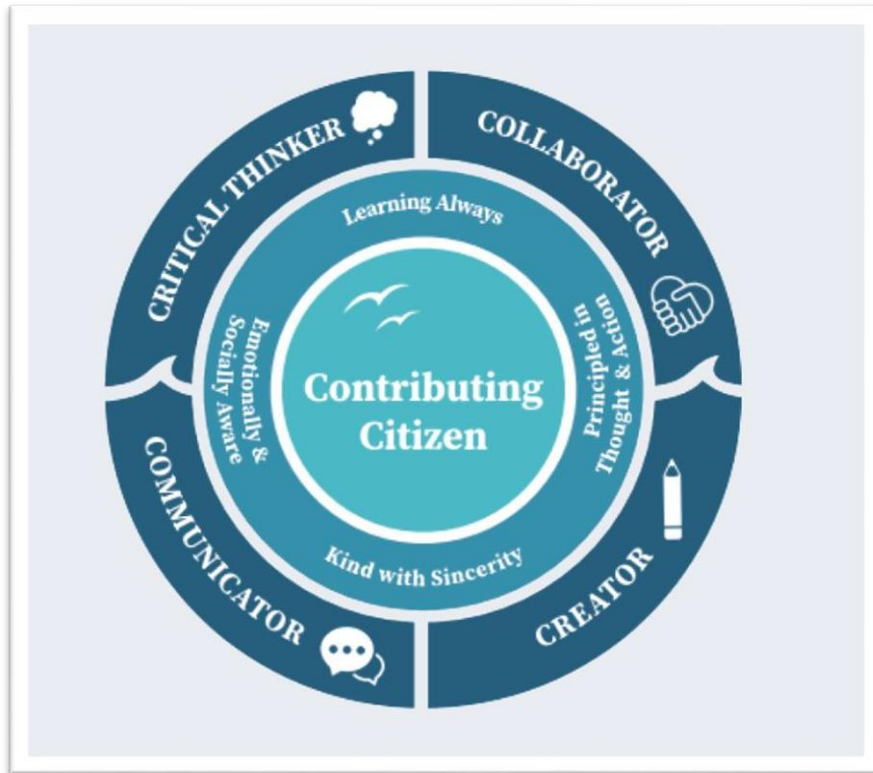 CRITICAL THINKER
COLLABORATOR
Learning Always
Emotionally &
Socially Aware
Contributing
Citizen
Principled in
Thought & Action
Kind with Sincerity
COMMUNICATOR
CREATOR